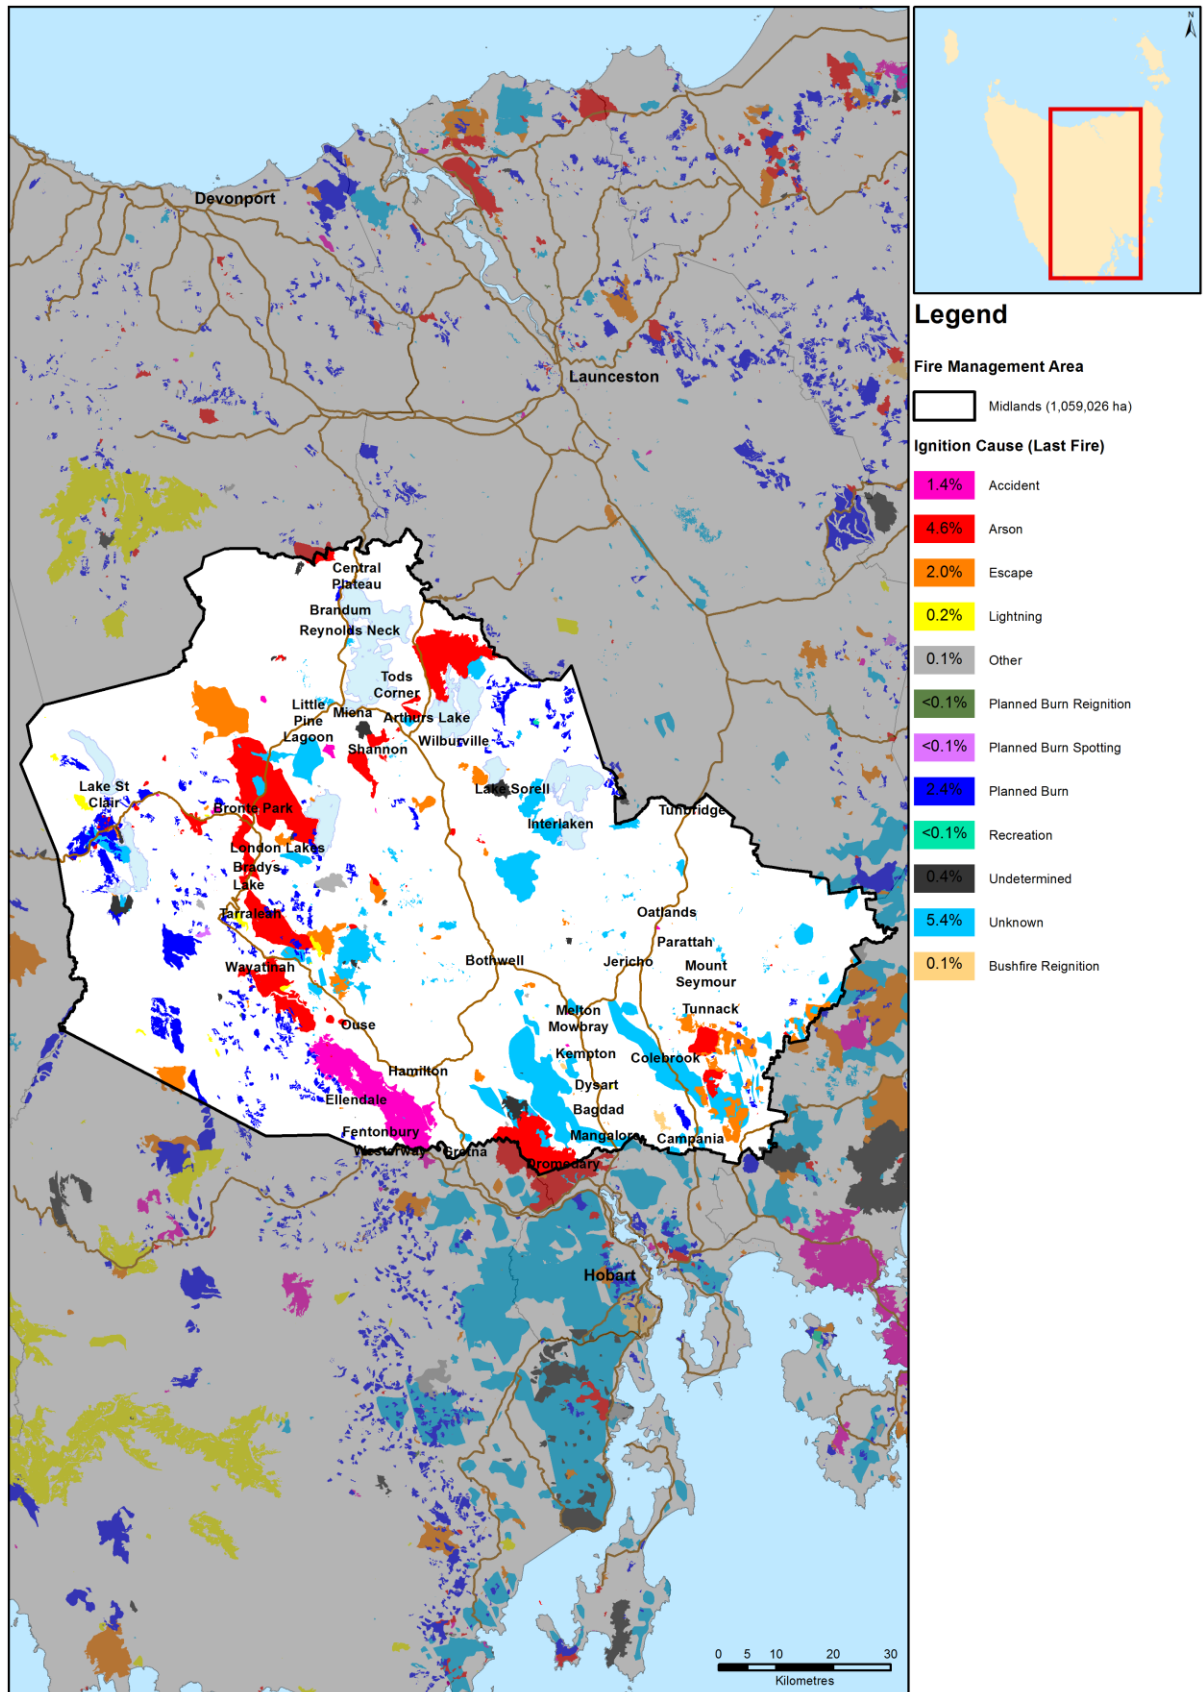 N
Devonport
Launceston
Central
Plateau
Brandum
Reynolds Neck
Tods
Corner
Little
Pine
Lagoon
Miena
Arthurs Lake
Shannon
Wilburville
Lake St
Clair
Lake Sorell
Bronte Park
Interlaken
Tunbridge
London Lakes
Bradys
Lake
Tarraleah
Oatlands
Parattah
Bothwell
Jericho
Mount
Seymour
Wayatinah
Melton
Mowbray
Tunnack
Ouse
Kempton
Colebrook
Hamilton
Dysart
Ellendale
Bagdad
Fentonbury
Mangalore
Campania
Westerway
Gretna
Dromedary
Hobart
0 5 10 20 30
Kilometres
Legend
Fire Management Area
Midlands (1,059,026 ha)
Ignition Cause (Last Fire)
1.4% Accident
4.6% Arson
2.0% Escape
0.2% Lightning
0.1% Other
<0.1% Planned Burn Reignition
<0.1% Planned Burn Spotting
2.4% Planned Burn
<0.1% Recreation
0.4% Undetermined
5.4% Unknown
0.1% Bushfire Reignition